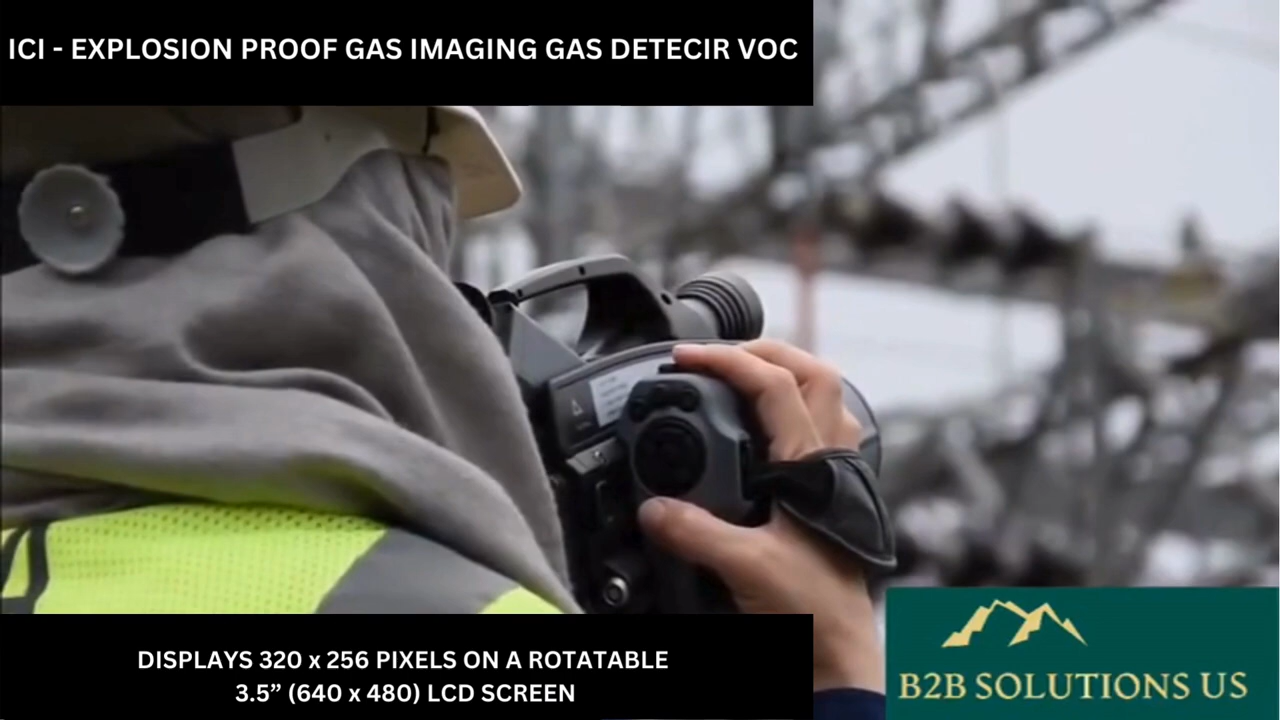 ICI - EXPLOSION PROOF GAS IMAGING GAS DETECIR VOC
DISPLAYS 320 x 256 PIXELS ON A ROTATABLE
3.5” (640 x 480) LCD SCREEN
B2B SOLUTIONS US